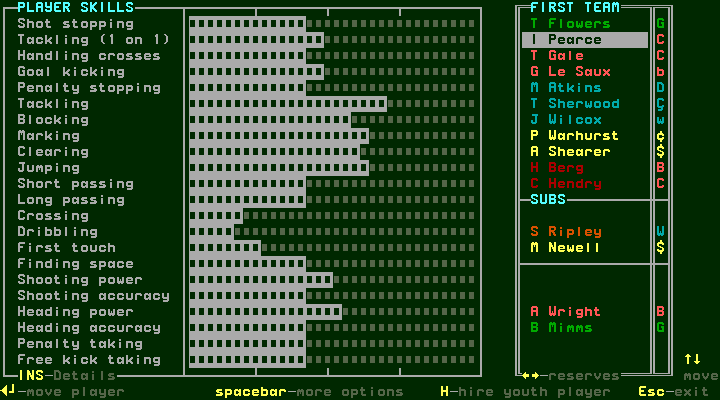 PLAYER SKILLS
Shot stopping
Tackling (1 on 1)
Handling crosses
Goal kicking
Penalty stopping
Tackling
Blocking
Marking
Clearing
Jumping
Short passing
Long passing
Crossing
Dribbling
First touch
Finding space
Shooting power
Shooting accuracy
Heading power
Heading accuracy
Penalty taking
Free kick taking
INS-Details
FIRST TEAM
T Flowers G
I Pearce C
T Gale C
G Le Saux b
M Atkins D
T Sherwood Ç
J Wilcox w
P Warhurst ¢
A Shearer $
H Berg B
C Hendry C
SUBS
S Ripley W
M Newell $
A Wright B
B Mimms G
↔-reserves
↑↓
move
↲-move player
spacebar-more options
H-hire youth player
Esc-exit